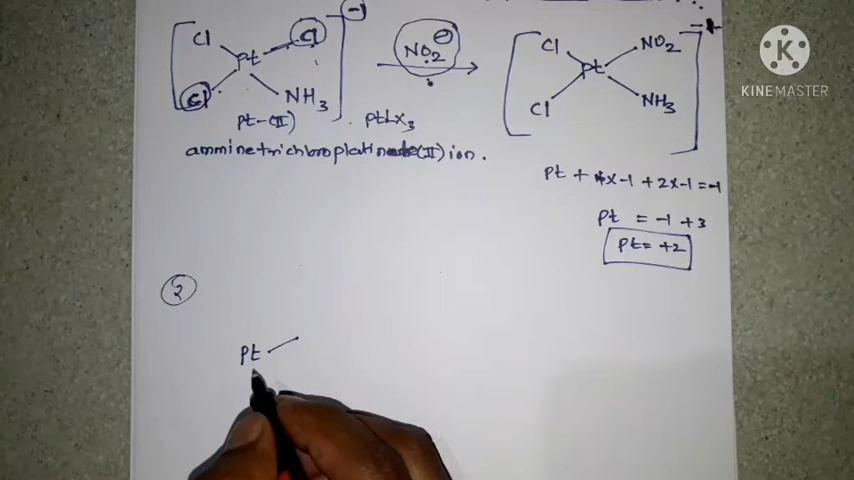 Cl Cl - NO2 ⊖ Cl NO2 -
Pt Pt
Cl NH3 Cl NH3
Pt-(II) . PtLX3
amminetrichloroplatinate(II) ion.
Pt + x-1 + 2x-1 = -1
Pt = -1 + 3
Pt = +2
2
Pt
K
KINEMASTER